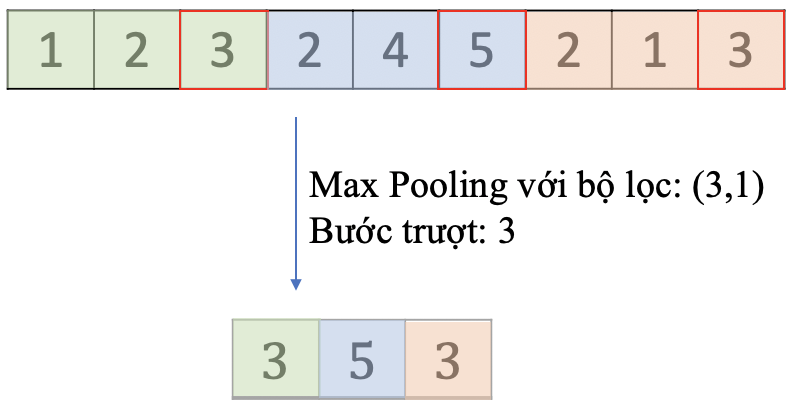 1 2 3 2 4 5 2 1 3
Max Pooling với bộ lọc: (3,1)
Bước trượt: 3
3 5 3